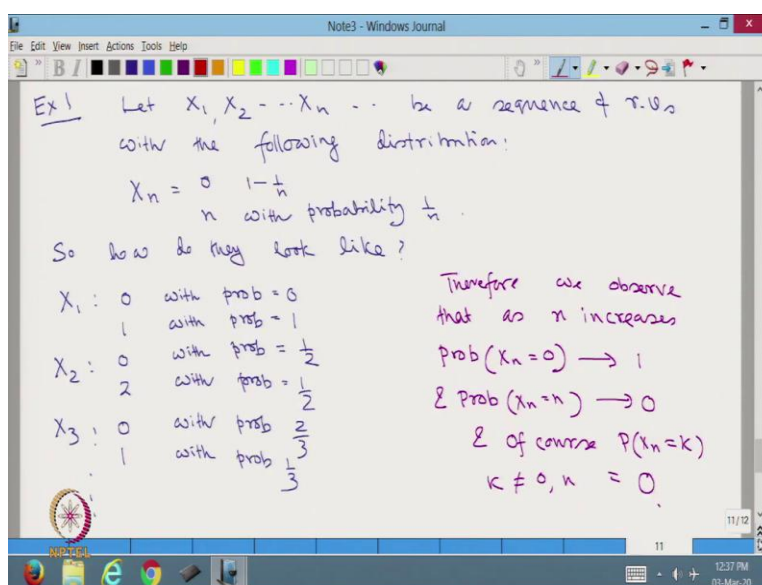 Note3 - Windows Journal
File Edit View Insert Actions Tools Help
B I
Ex 1 Let X₁, X₂ - - - Xₙ - - be a sequence of r.vs
with the following distribution:
Xₙ = 0 1 - 1/n
n with probability 1/n.
So how do they look like?
X₁ : 0 with prob = 0
1 with prob = 1
X₂ : 0 with prob = 1/2
2 with prob = 1/2
X₃ : 0 with prob 2/3
1 with prob 1/3
:
Therefore we observe
that as n increases
prob (Xₙ = 0) → 1
& Prob (Xₙ = n) → 0
& of course P(Xₙ = K)
K ≠ 0, n = 0.
NPTEL
11/12
11
12:37 PM
03-Mar-20